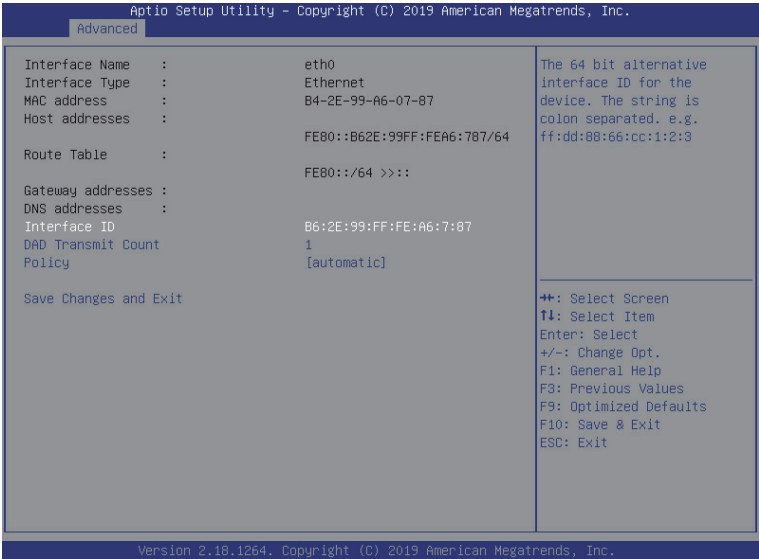 Aptio Setup Utility – Copyright (C) 2019 American Megatrends, Inc.
Advanced
Interface Name : eth0
Interface Type : Ethernet
MAC address : B4-2E-99-A6-07-87
Host addresses :
FE80::B62E:99FF:FEA6:787/64
Route Table :
FE80::/64 >>::
Gateway addresses :
DNS addresses :
Interface ID B6:2E:99:FF:FE:A6:7:87
DAD Transmit Count 1
Policy [automatic]
Save Changes and Exit
The 64 bit alternative
interface ID for the
device. The string is
colon separated. e.g.
ff:dd:88:66:cc:1:2:3
→←: Select Screen
↑↓: Select Item
Enter: Select
+/-: Change Opt.
F1: General Help
F3: Previous Values
F9: Optimized Defaults
F10: Save & Exit
ESC: Exit
Version 2.18.1264. Copyright (C) 2019 American Megatrends, Inc.